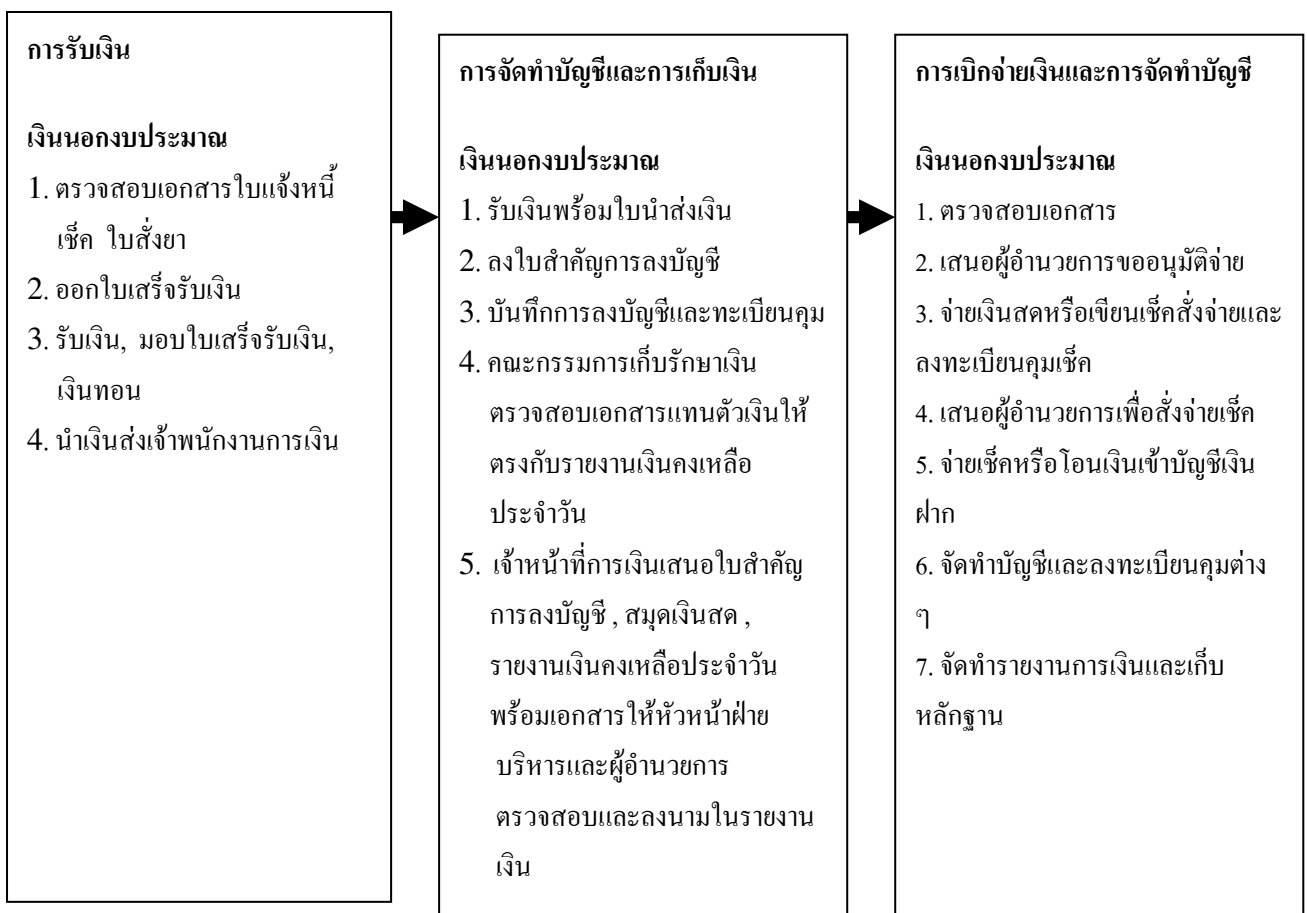 การรับเงิน
เงินนอกงบประมาณ
1. ตรวจสอบเอกสารใบแจ้งหนี้
เช็ค ใบสั่งยา
2. ออกใบเสร็จรับเงิน
3. รับเงิน, มอบใบเสร็จรับเงิน,
เงินทอน
4. นำเงินส่งเจ้าพนักงานการเงิน
การจัดทำบัญชีและการเก็บเงิน
เงินนอกงบประมาณ
1. รับเงินพร้อมใบนำส่งเงิน
2. ลงใบสำคัญการลงบัญชี
3. บันทึกการลงบัญชีและทะเบียนคุม
4. คณะกรรมการเก็บรักษาเงิน
ตรวจสอบเอกสารแทนตัวเงินให้
ตรงกับรายงานเงินคงเหลือ
ประจำวัน
5. เจ้าหน้าที่การเงินเสนอใบสำคัญ
การลงบัญชี , สมุดเงินสด ,
รายงานเงินคงเหลือประจำวัน
พร้อมเอกสารให้หัวหน้าฝ่าย
บริหารและผู้อำนวยการ
ตรวจสอบและลงนามในรายงาน
เงิน
การเบิกจ่ายเงินและการจัดทำบัญชี
เงินนอกงบประมาณ
1. ตรวจสอบเอกสาร
2. เสนอผู้อำนวยการขออนุมัติจ่าย
3. จ่ายเงินสดหรือเขียนเช็คสั่งจ่ายและ
ลงทะเบียนคุมเช็ค
4. เสนอผู้อำนวยการเพื่อสั่งจ่ายเช็ค
5. จ่ายเช็คหรือโอนเงินเข้าบัญชีเงิน
ฝาก
6. จัดทำบัญชีและลงทะเบียนคุมต่าง
ๆ
7. จัดทำรายงานการเงินและเก็บ
หลักฐาน